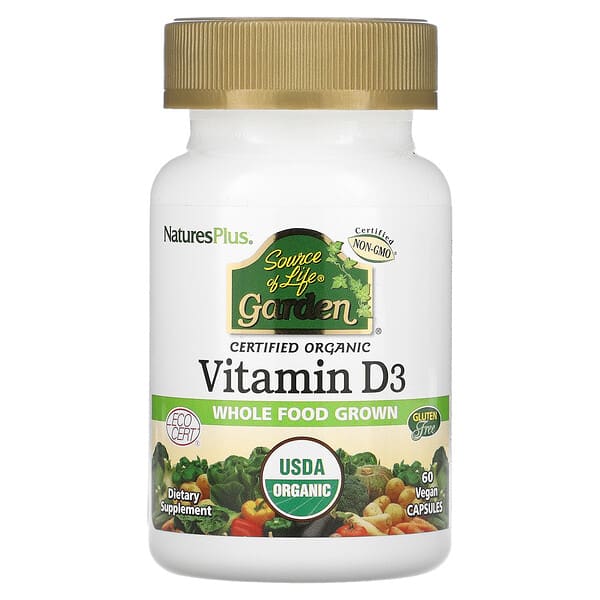 NaturesPlus®
Certified
NON-GMO
Source
of Life®
Garden®
CERTIFIED ORGANIC
Vitamin D3
WHOLE FOOD GROWN
ECO
CERT®
GLUTEN
Free
USDA
ORGANIC
Dietary
Supplement
60
Vegan
CAPSULES